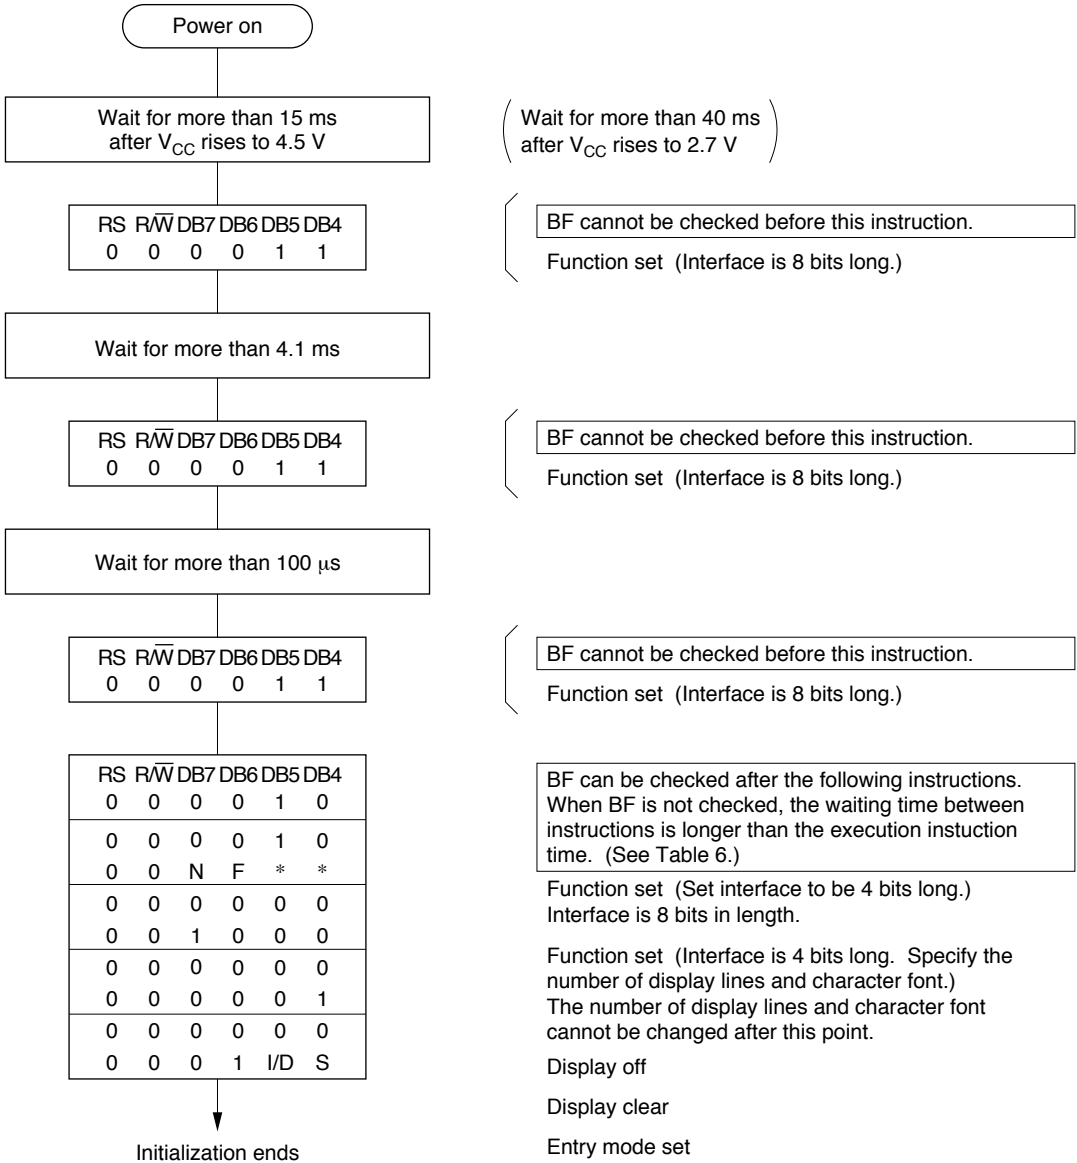 Power on
Wait for more than 15 ms
after VCC rises to 4.5 V
Wait for more than 40 ms
after VCC rises to 2.7 V
RS R/W̅ DB7 DB6 DB5 DB4
0 0 0 0 1 1
BF cannot be checked before this instruction.
Function set (Interface is 8 bits long.)
Wait for more than 4.1 ms
RS R/W̅ DB7 DB6 DB5 DB4
0 0 0 0 1 1
BF cannot be checked before this instruction.
Function set (Interface is 8 bits long.)
Wait for more than 100 µs
RS R/W̅ DB7 DB6 DB5 DB4
0 0 0 0 1 1
BF cannot be checked before this instruction.
Function set (Interface is 8 bits long.)
RS R/W̅ DB7 DB6 DB5 DB4
0 0 0 0 1 0
0 0 0 0 1 0
0 0 N F * *
0 0 0 0 0 0
0 0 1 0 0 0
0 0 0 0 0 0
0 0 0 0 0 1
0 0 0 0 0 0
0 0 0 1 I/D S
BF can be checked after the following instructions.
When BF is not checked, the waiting time between
instructions is longer than the execution instuction
time. (See Table 6.)
Function set (Set interface to be 4 bits long.)
Interface is 8 bits in length.
Function set (Interface is 4 bits long. Specify the
number of display lines and character font.)
The number of display lines and character font
cannot be changed after this point.
Display off
Display clear
Entry mode set
Initialization ends